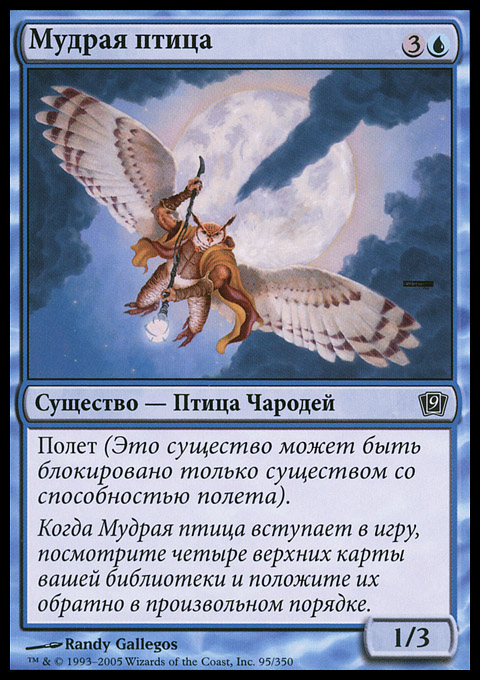 Мудрая птица
3
Существо — Птица Чародей
9
Полет (Это существо может быть
блокировано только существом со
способностью полета).
Когда Мудрая птица вступает в игру,
посмотрите четыре верхних карты
вашей библиотеки и положите их
обратно в произвольном порядке.
1/3
Randy Gallegos
™ & © 1993–2005 Wizards of the Coast, Inc. 95/350